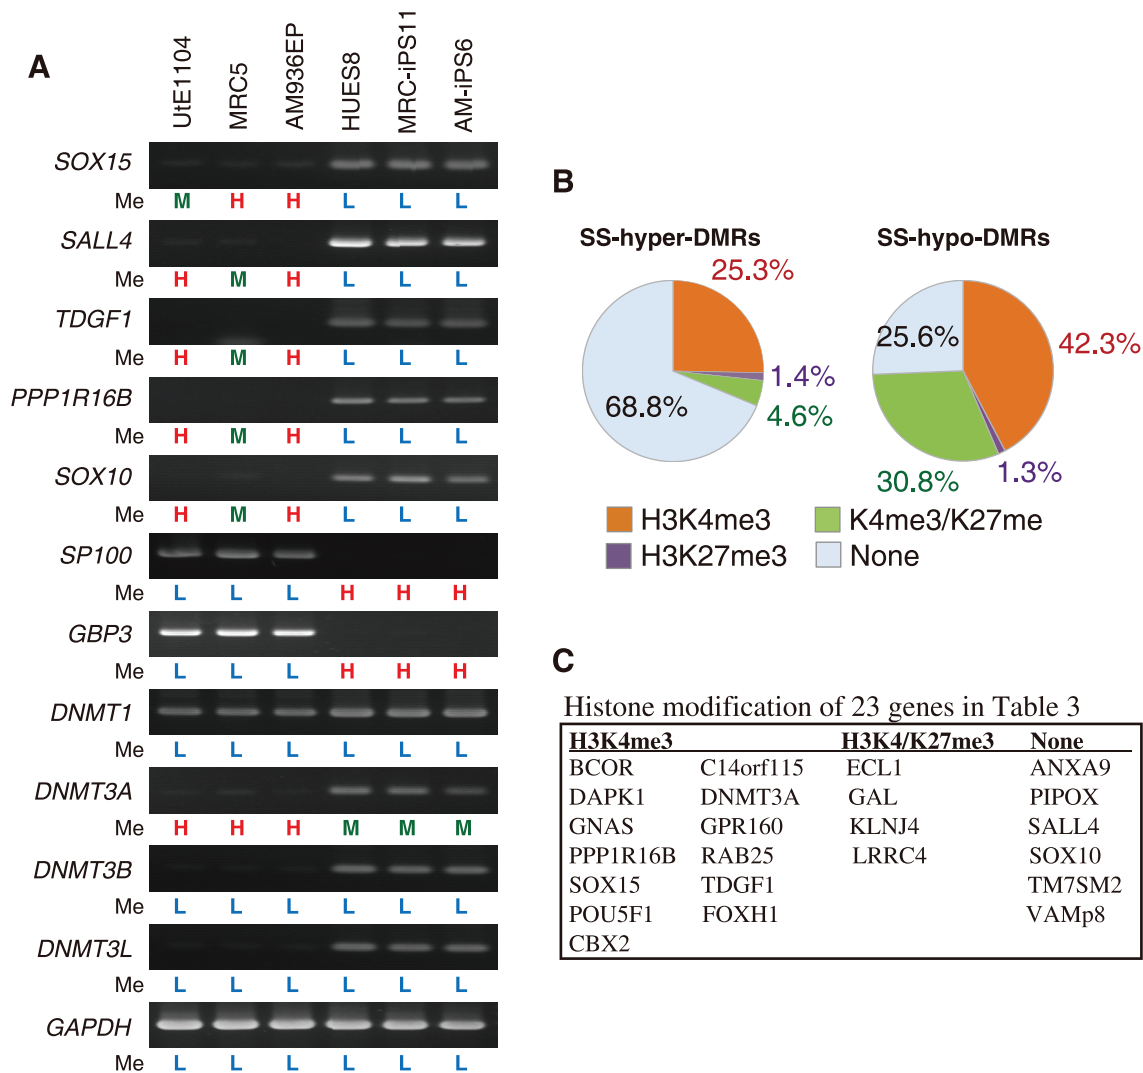 A
UtE1104 MRC5 AM936EP HUES8 MRC-iPS11 AM-iPS6
SOX15
Me M H H L L L
SALL4
Me H M H L L L
TDGF1
Me H M H L L L
PPP1R16B
Me H M H L L L
SOX10
Me H M H L L L
SP100
Me L L L H H H
GBP3
Me L L L H H H
DNMT1
Me L L L L L L
DNMT3A
Me H H H M M M
DNMT3B
Me L L L L L L
DNMT3L
Me L L L L L L
GAPDH
Me L L L L L L
B
SS-hyper-DMRs SS-hypo-DMRs
25.3%
1.4%
4.6%
68.8%
25.6%
42.3%
1.3%
30.8%
H3K4me3 K4me3/K27me
H3K27me3 None
C
Histone modification of 23 genes in Table 3
H3K4me3 H3K4/K27me3 None
BCOR C14orf115 ECL1 ANXA9
DAPK1 DNMT3A GAL PIPOX
GNAS GPR160 KLNJ4 SALL4
PPP1R16B RAB25 LRRC4 SOX10
SOX15 TDGF1 TM7SM2
POU5F1 FOXH1 VAMp8
CBX2